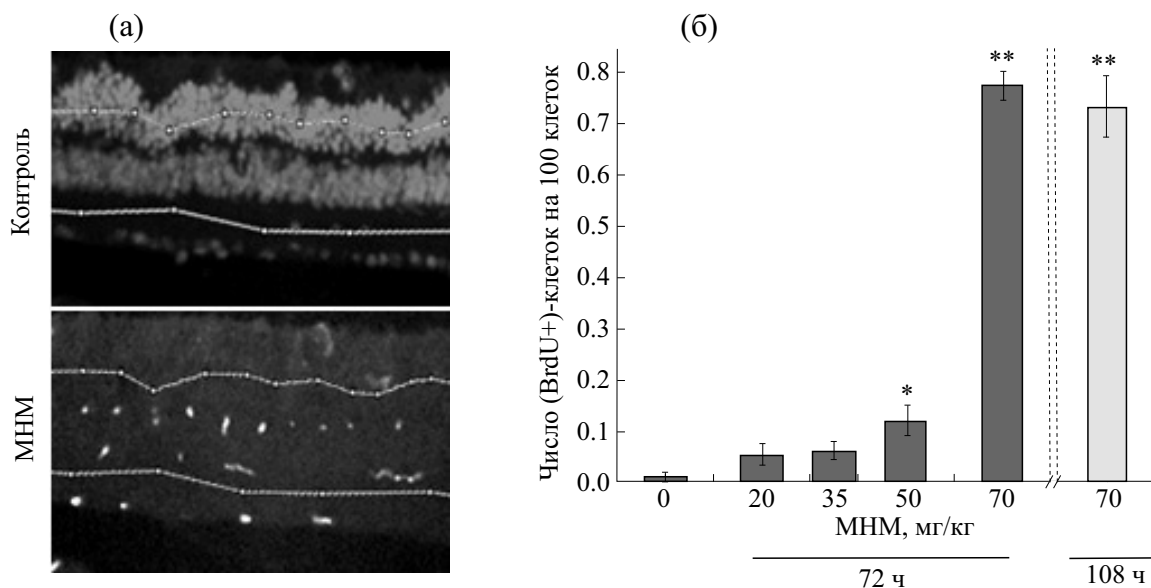 (а)
Контроль
МНМ
(б)
Число (BrdU+)-клеток на 100 клеток
0.8
0.7
0.6
0.5
0.4
0.3
0.2
0.1
0.0
*
**
**
0 20 35 50 70 70
МНМ, мг/кг
72 ч 108 ч